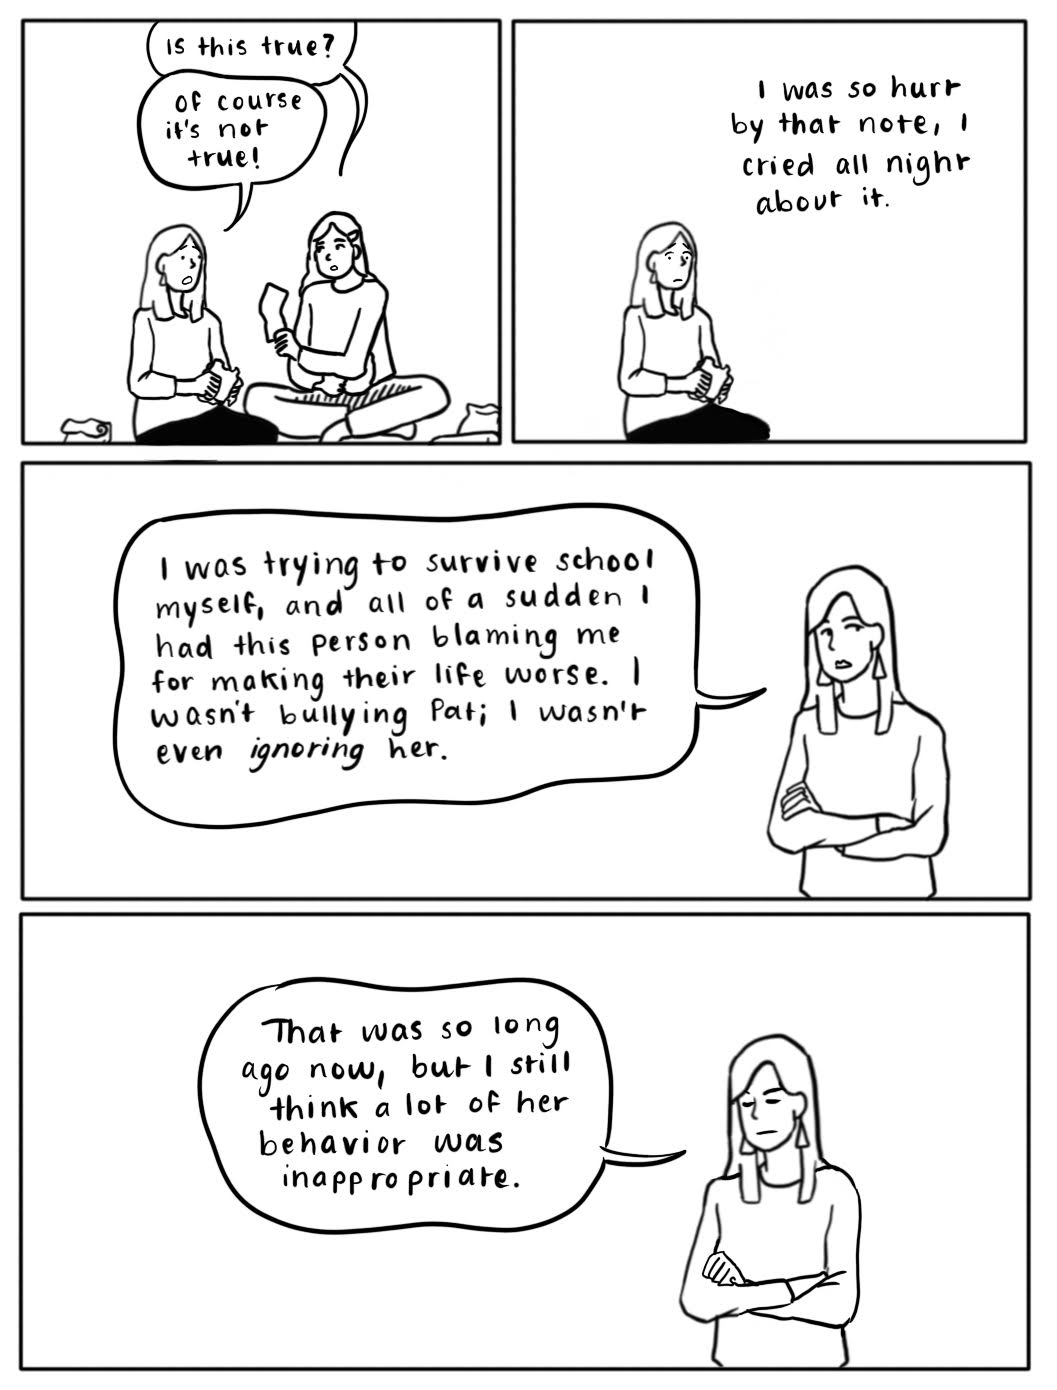 Is this true?
Of course
it's not
true!
I was so hurt
by that note, I
cried all night
about it.
I was trying to survive school
myself, and all of a sudden I
had this person blaming me
for making their life worse. I
wasn't bullying Pat; I wasn't
even ignoring her.
That was so long
ago now, but I still
think a lot of her
behavior was
inappropriate.